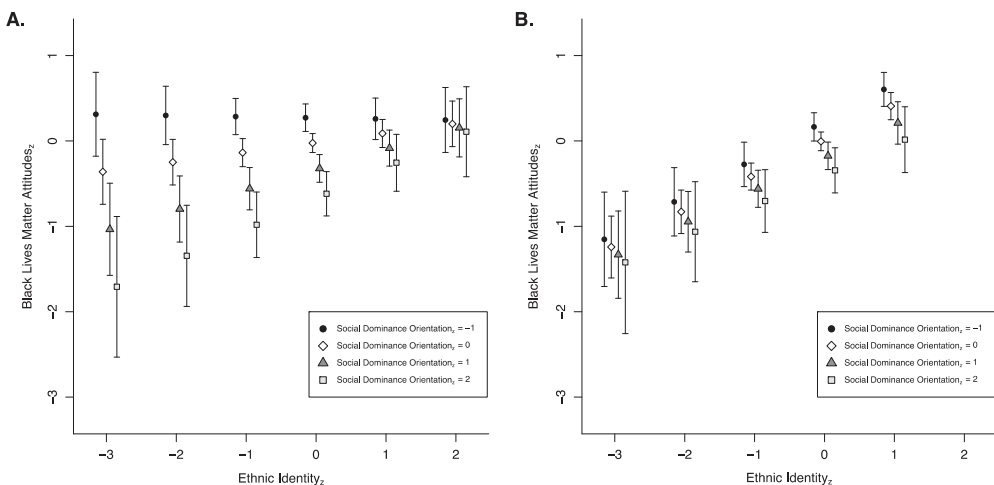 A.
1
0
−1
−2
−3
Black Lives Matter Attitudes_z
Social Dominance Orientation_z = −1
Social Dominance Orientation_z = 0
Social Dominance Orientation_z = 1
Social Dominance Orientation_z = 2
−3 −2 −1 0 1 2
Ethnic Identity_z
B.
1
0
−1
−2
−3
Black Lives Matter Attitudes_z
Social Dominance Orientation_z = −1
Social Dominance Orientation_z = 0
Social Dominance Orientation_z = 1
Social Dominance Orientation_z = 2
−3 −2 −1 0 1 2
Ethnic Identity_z